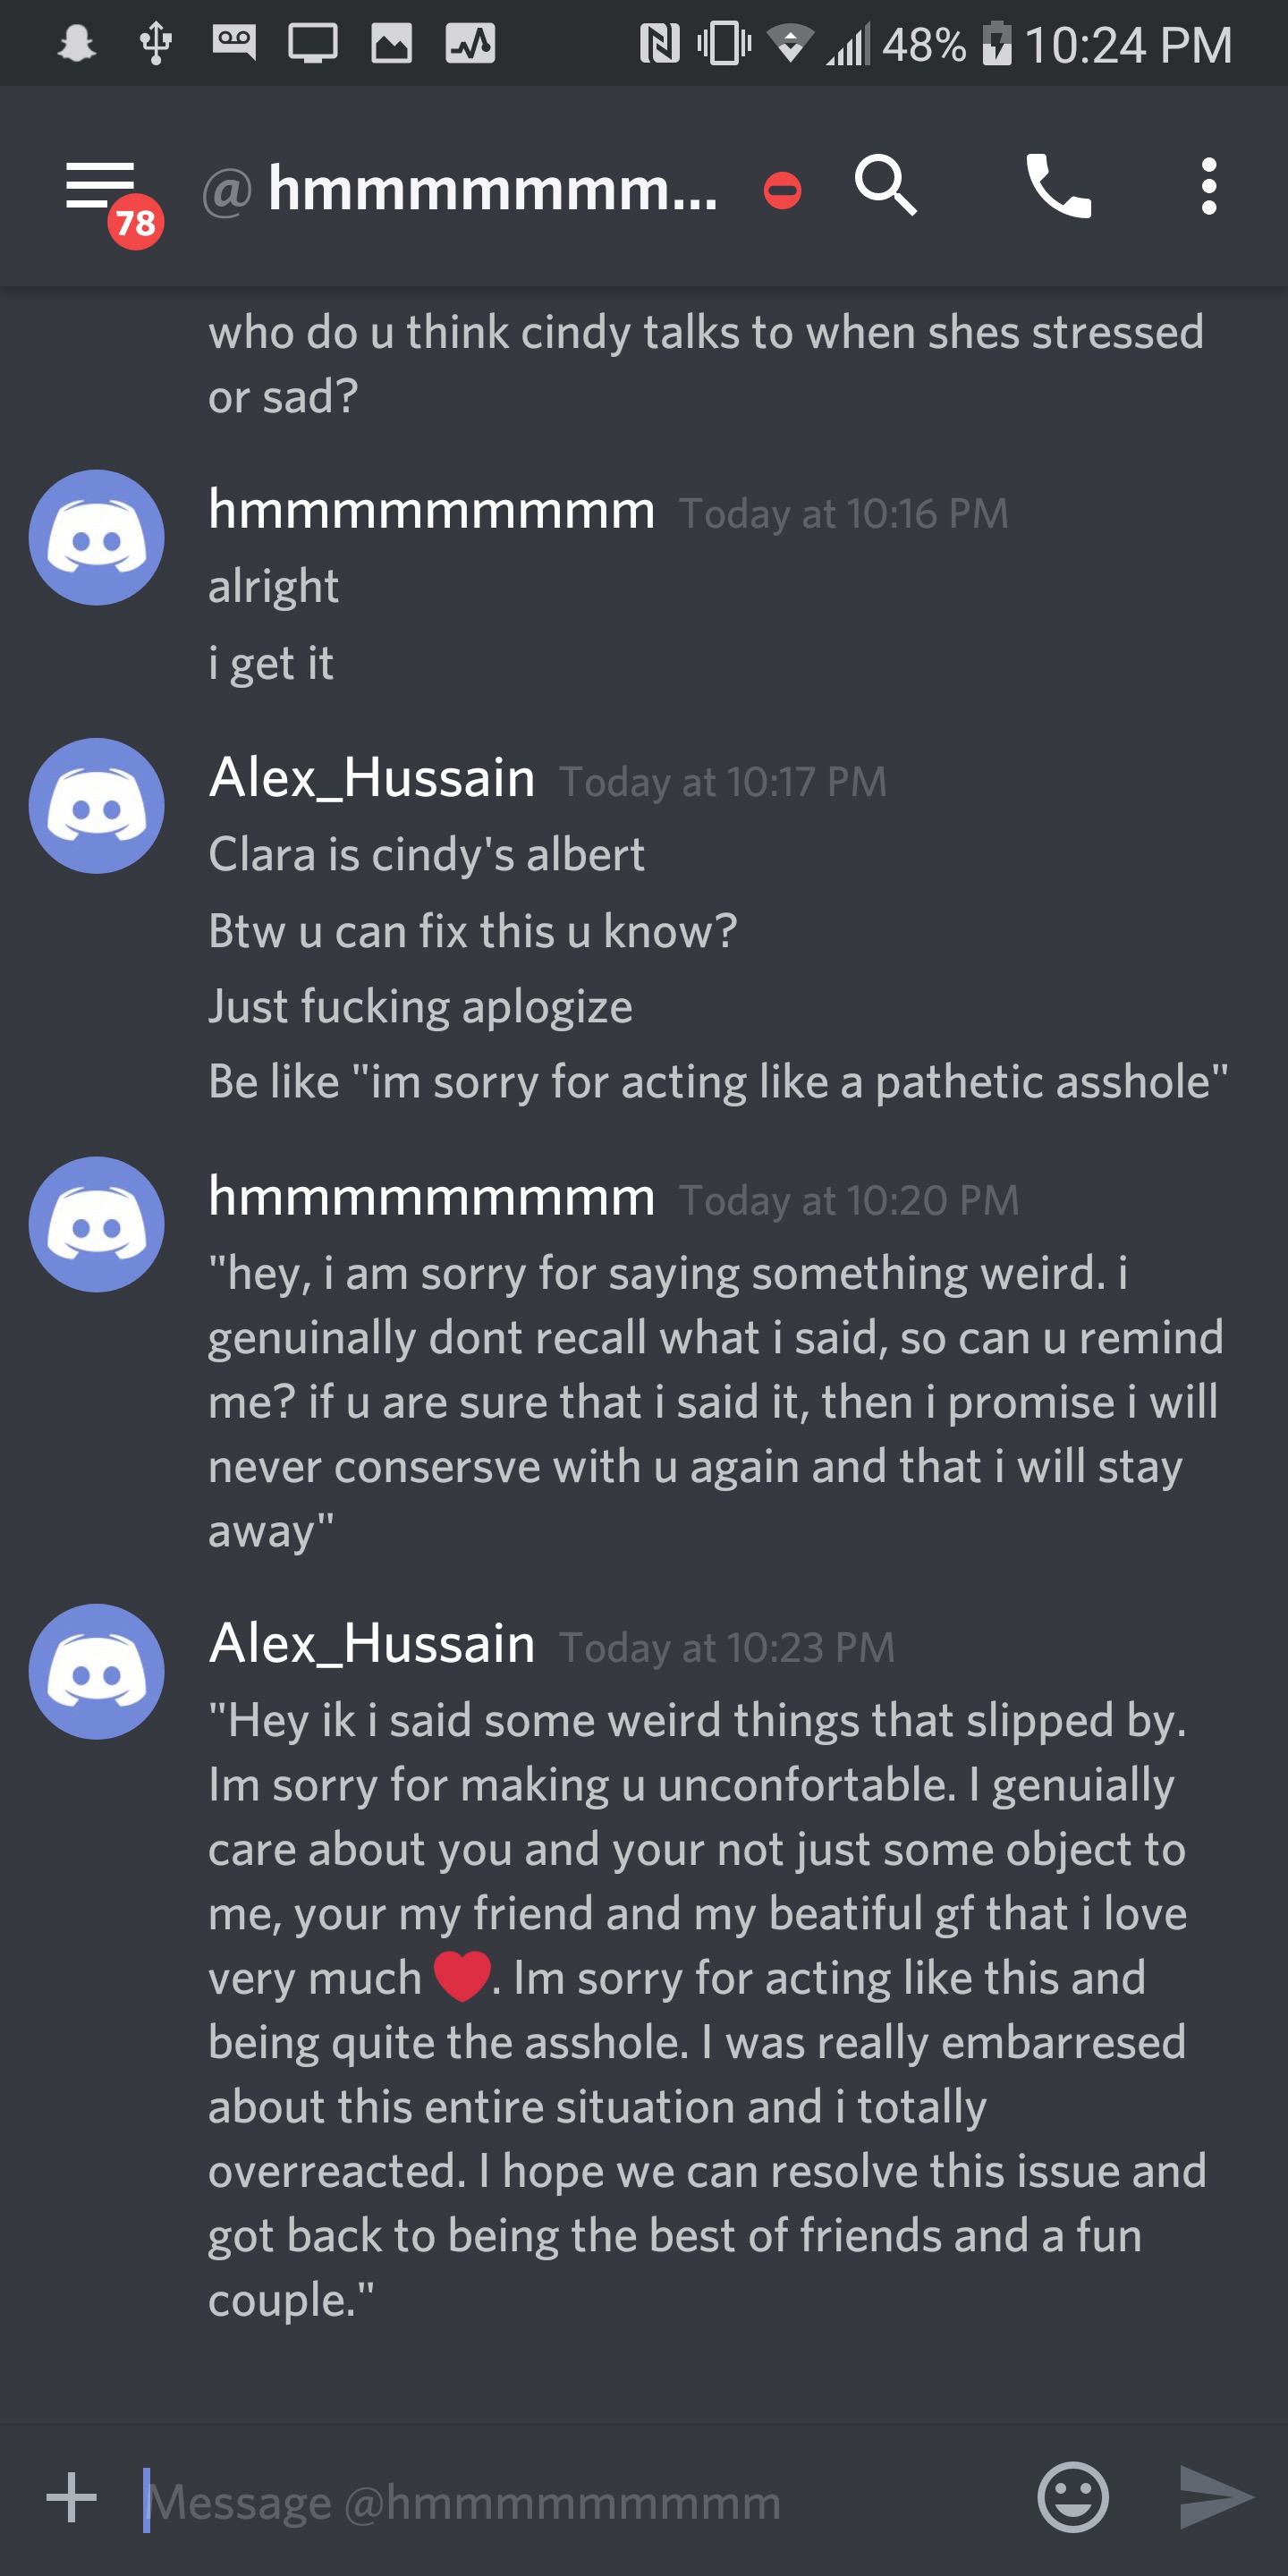 48% 10:24 PM
78
@ hmmmmmmm...
who do u think cindy talks to when shes stressed
or sad?
hmmmmmmmmmm Today at 10:16 PM
alright
i get it
Alex_Hussain Today at 10:17 PM
Clara is cindy's albert
Btw u can fix this u know?
Just fucking aplogize
Be like "im sorry for acting like a pathetic asshole"
hmmmmmmmmmm Today at 10:20 PM
"hey, i am sorry for saying something weird. i
genuinally dont recall what i said, so can u remind
me? if u are sure that i said it, then i promise i will
never consersve with u again and that i will stay
away"
Alex_Hussain Today at 10:23 PM
"Hey ik i said some weird things that slipped by.
Im sorry for making u unconfortable. I genuially
care about you and your not just some object to
me, your my friend and my beatiful gf that i love
very much ❤. Im sorry for acting like this and
being quite the asshole. I was really embarresed
about this entire situation and i totally
overreacted. I hope we can resolve this issue and
got back to being the best of friends and a fun
couple."
Message @hmmmmmmmmmm